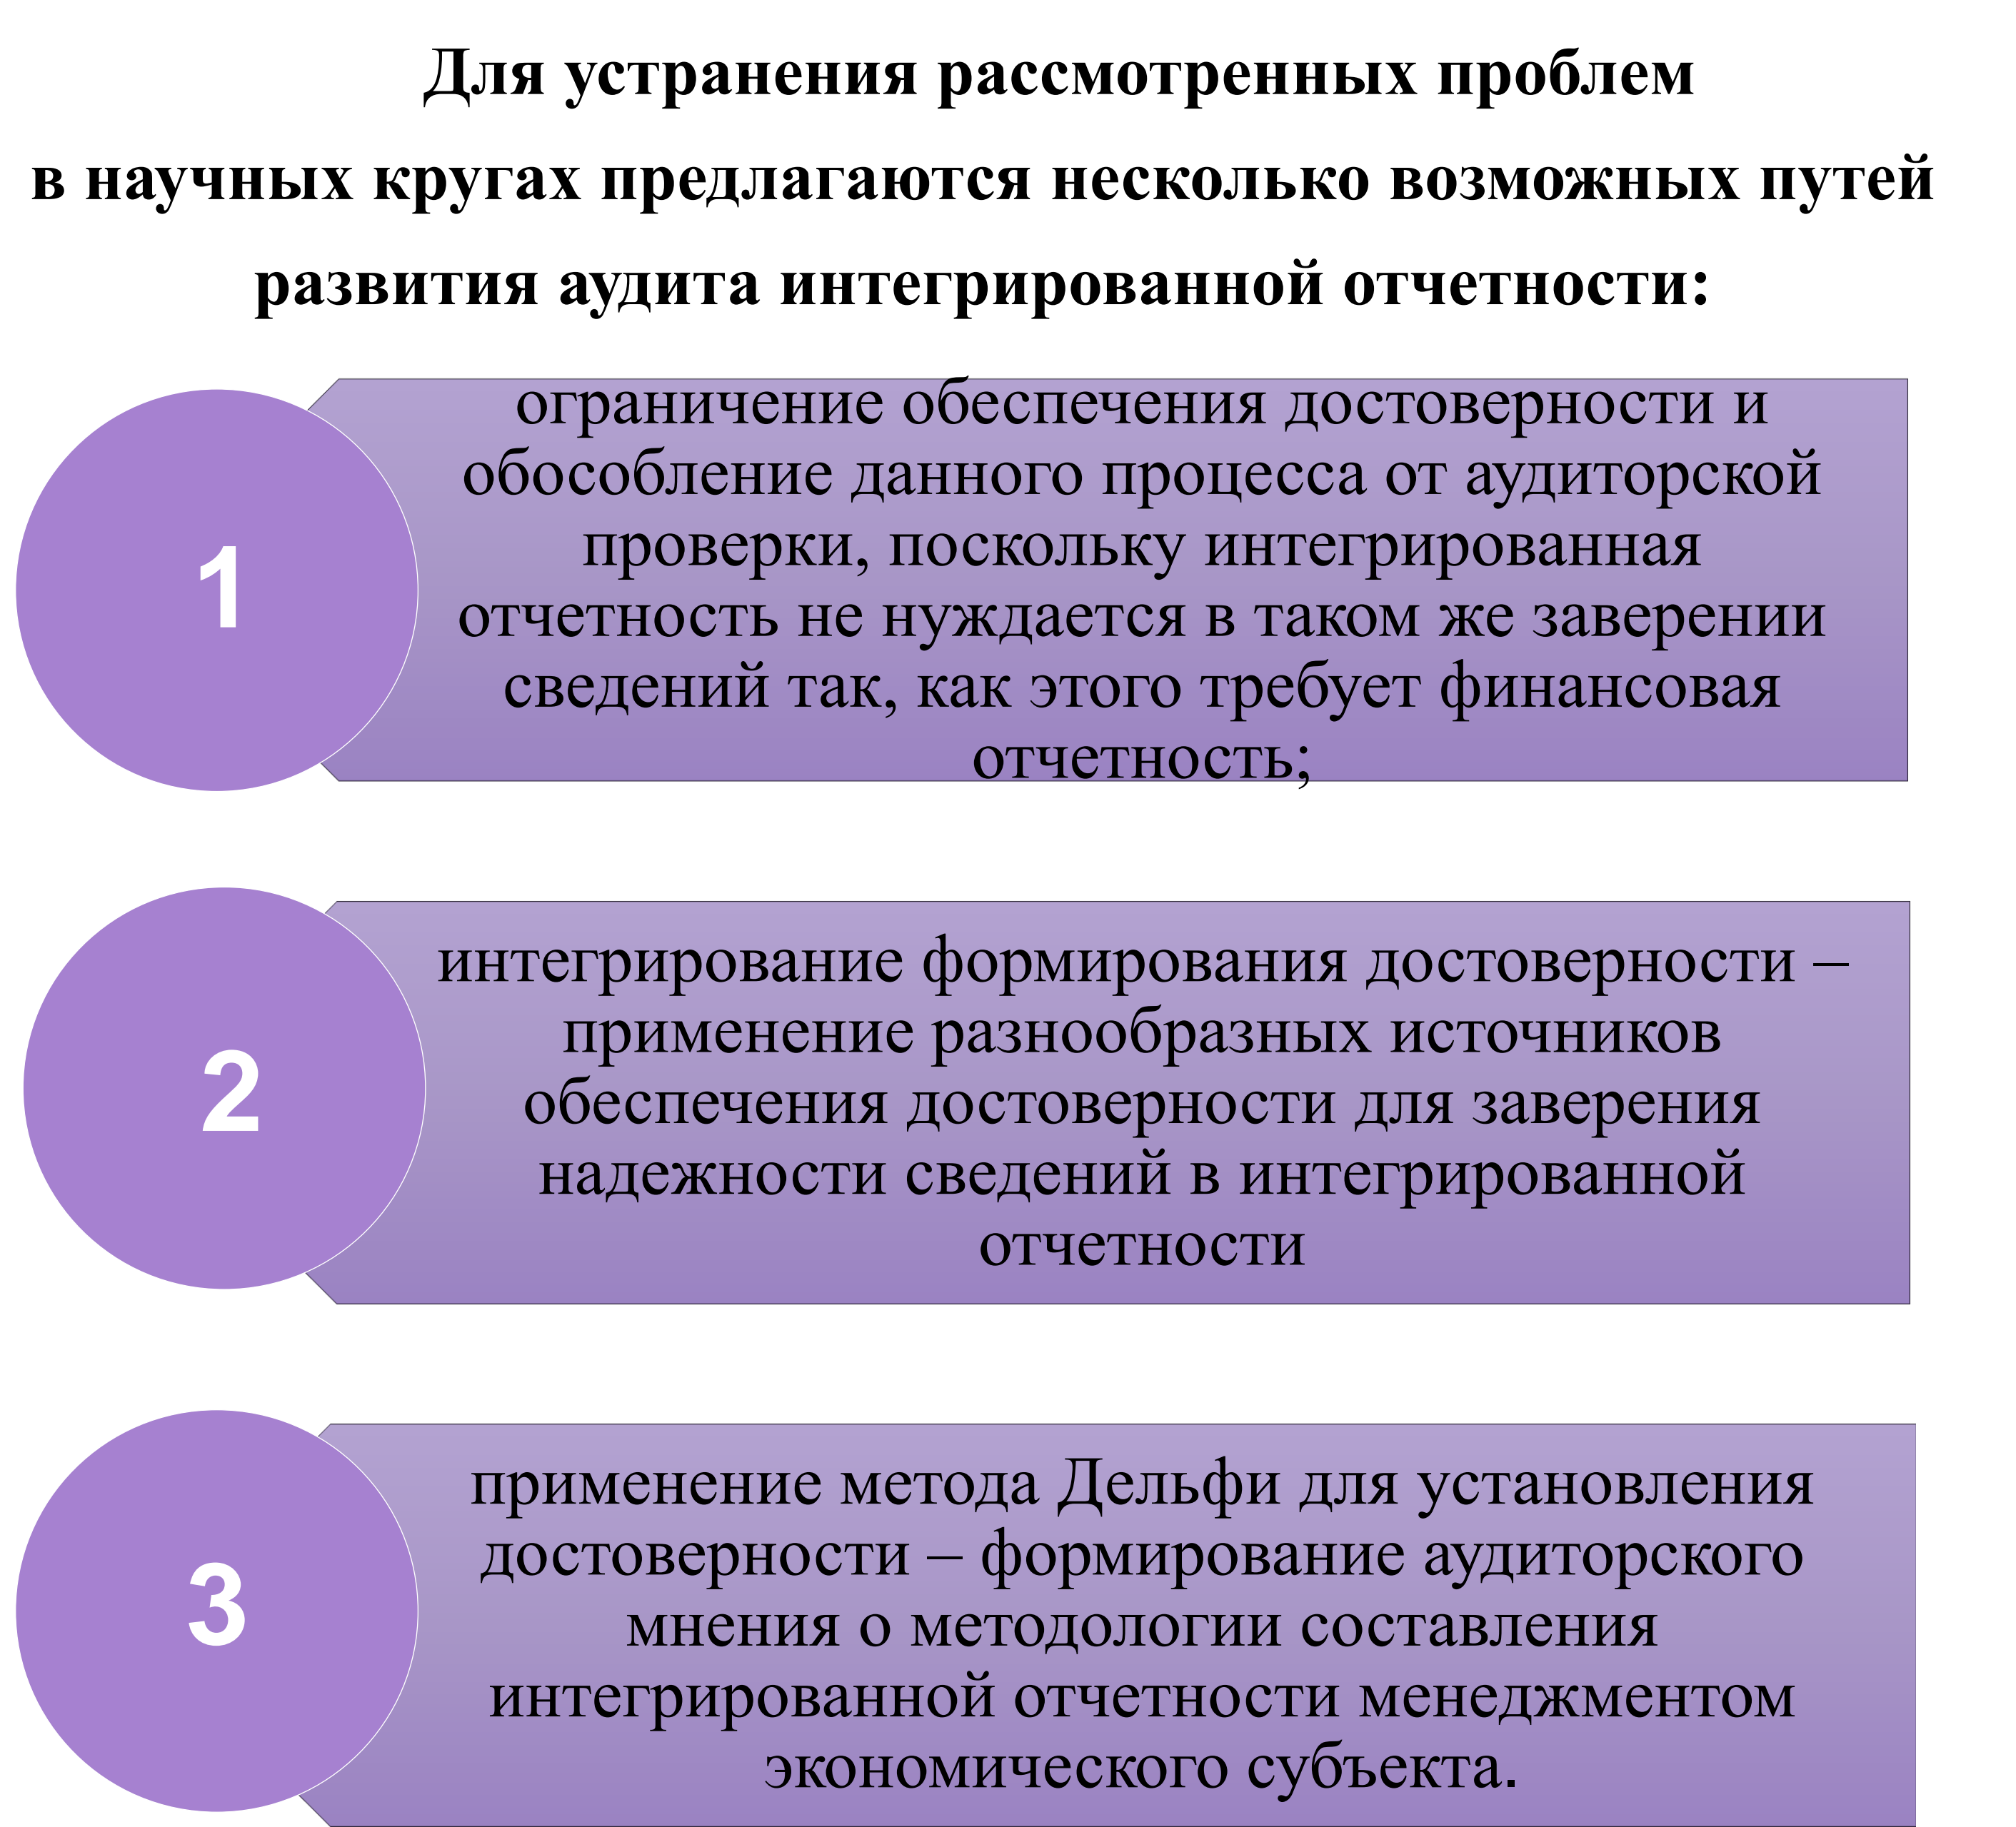 Для устранения рассмотренных проблем
в научных кругах предлагаются несколько возможных путей
развития аудита интегрированной отчетности:
1
ограничение обеспечения достоверности и
обособление данного процесса от аудиторской
проверки, поскольку интегрированная
отчетность не нуждается в таком же заверении
сведений так, как этого требует финансовая
отчетность;
2
интегрирование формирования достоверности –
применение разнообразных источников
обеспечения достоверности для заверения
надежности сведений в интегрированной
отчетности
3
применение метода Дельфи для установления
достоверности – формирование аудиторского
мнения о методологии составления
интегрированной отчетности менеджментом
экономического субъекта.